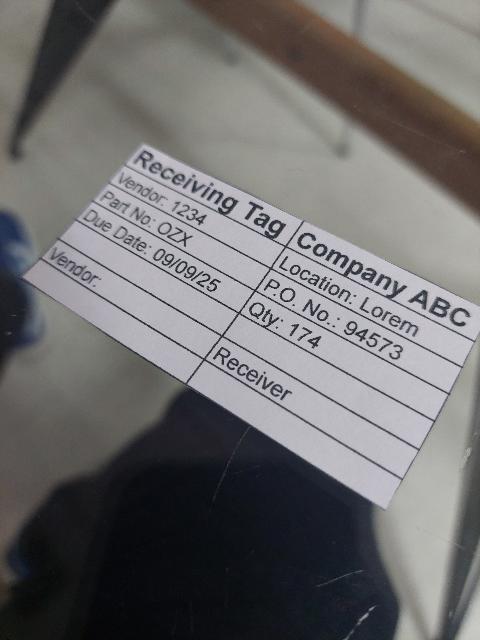 Receiving Tag Company ABC
Vendor: 1234 Location: Lorem
Part No: OZX P.O. No.: 94573
Due Date: 09/09/25 Qty: 174
Vendor: Receiver